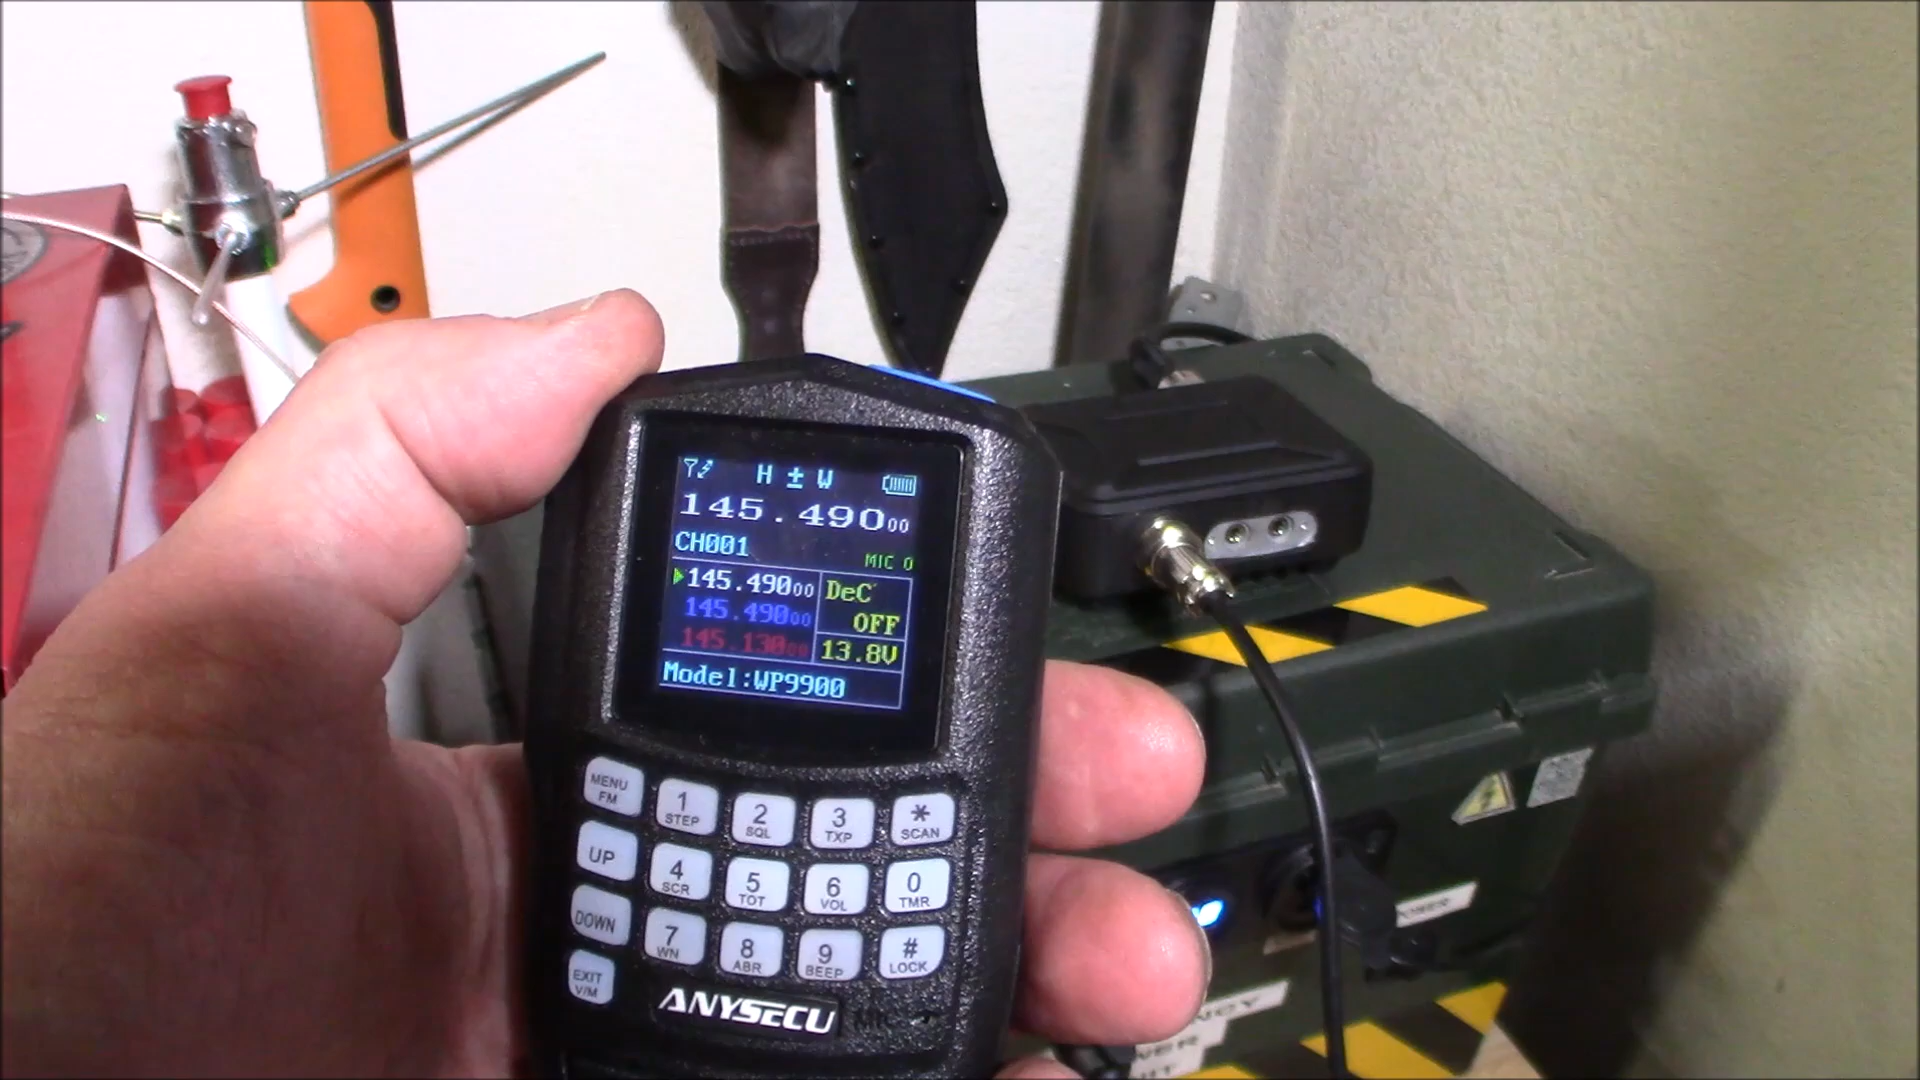 H ± W
145.49000
CH001
MIC 0
145.49000
DeC
145.49000
OFF
145.13000
13.8V
Model:WP9900
MENU
FM
1
STEP
2
SQL
3
TXP
*
SCAN
UP
4
SCR
5
TOT
6
VOL
0
TMR
DOWN
7
WN
8
ABR
9
BEEP
#
LOCK
EXIT
V/M
ANYSECU
MIC